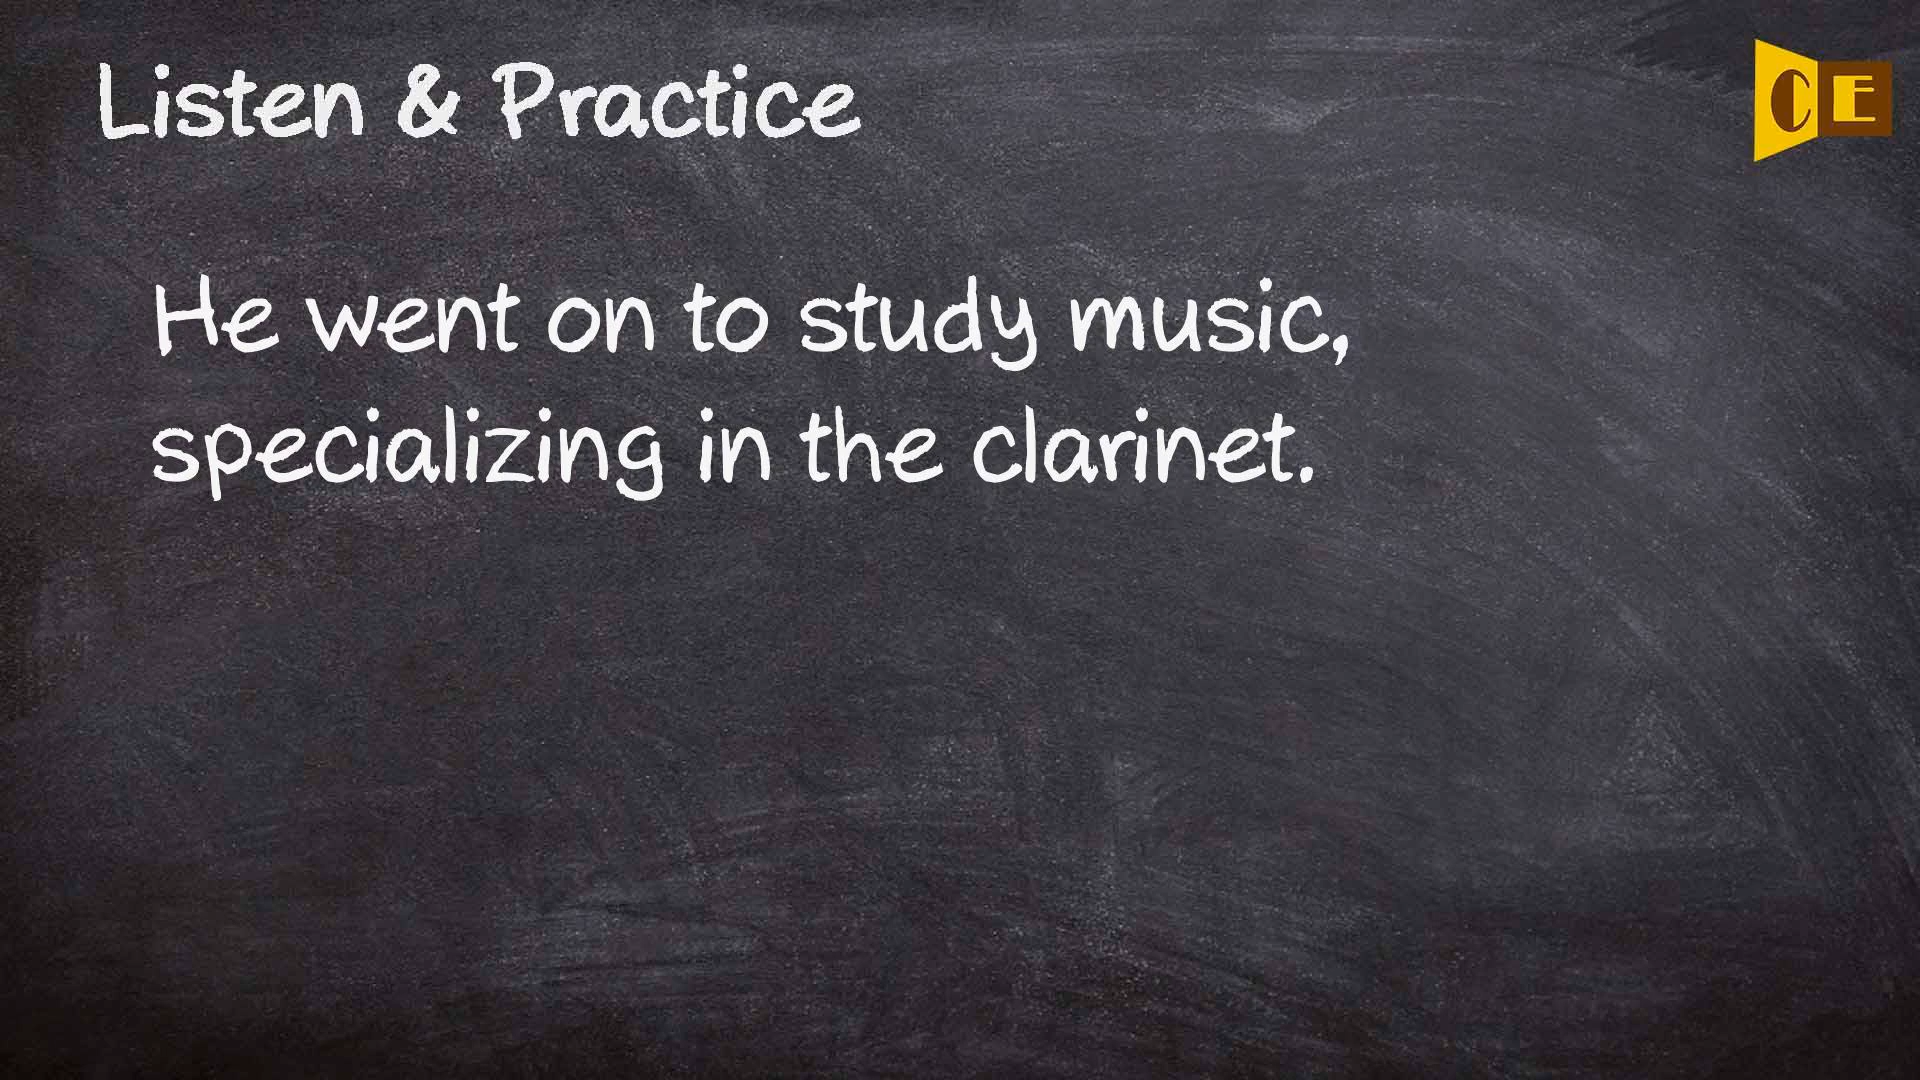 Listen & Practice
CE
He went on to study music,
specializing in the clarinet.